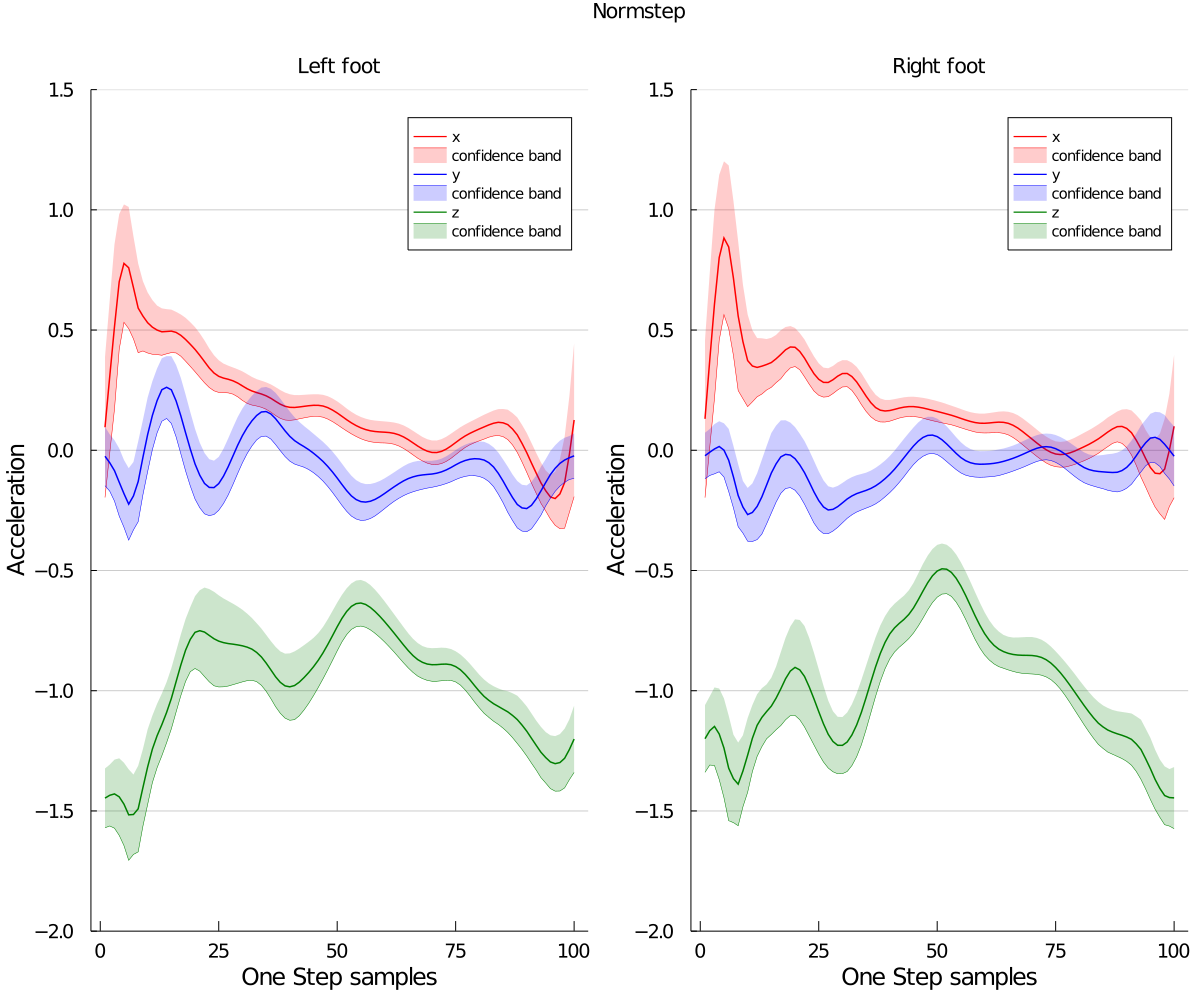 Normstep
Left foot
1.5
1.0
0.5
0.0
−0.5
−1.0
−1.5
−2.0
Acceleration
x
confidence band
y
confidence band
z
confidence band
0 25 50 75 100
One Step samples
Right foot
1.5
1.0
0.5
0.0
−0.5
−1.0
−1.5
−2.0
Acceleration
x
confidence band
y
confidence band
z
confidence band
0 25 50 75 100
One Step samples